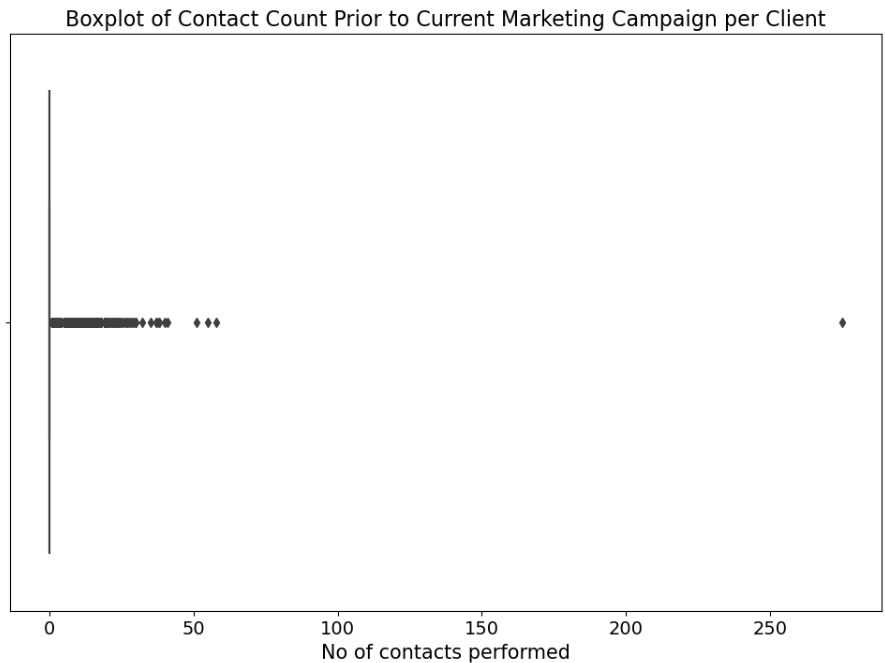 Boxplot of Contact Count Prior to Current Marketing Campaign per Client
0 50 100 150 200 250
No of contacts performed